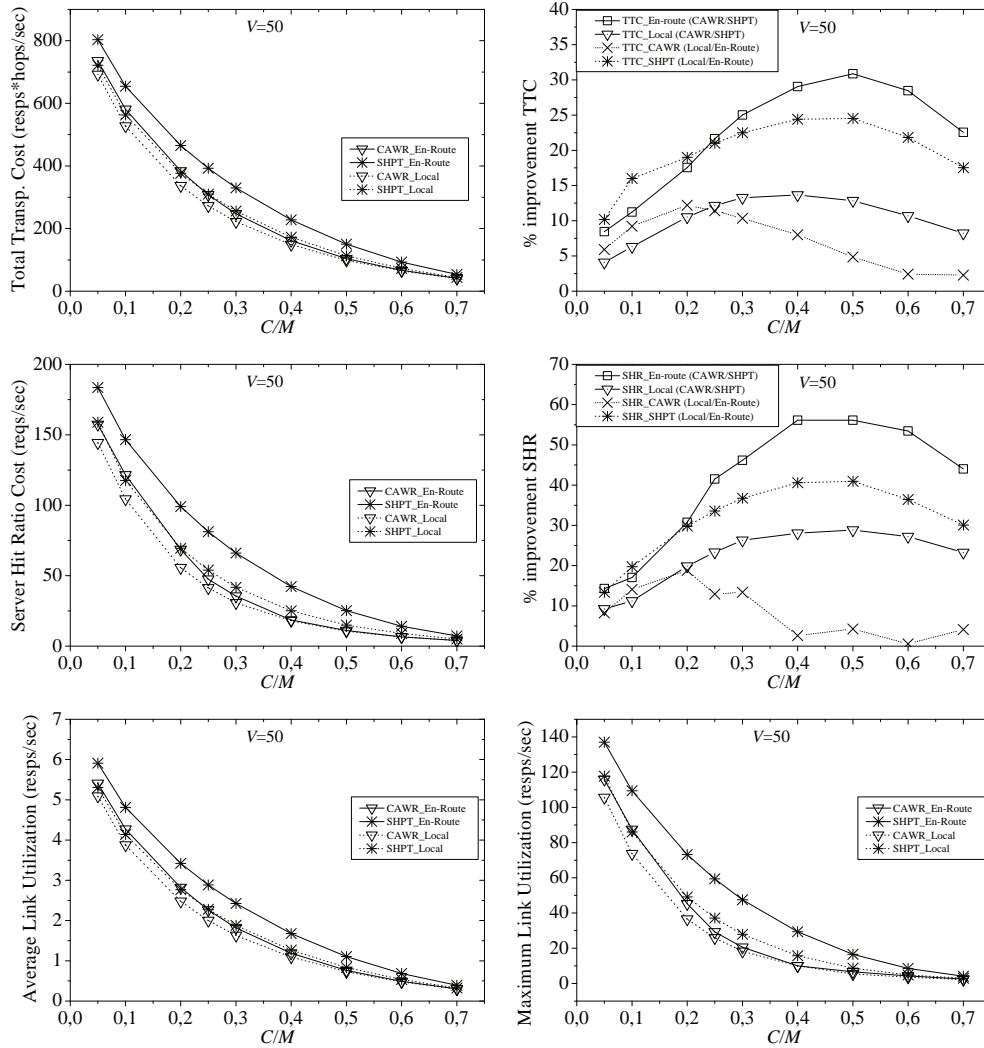 V=50
Total Transp. Cost (resps*hops/sec)
800
600
400
200
0
CAWR_En-Route
SHPT_En-Route
CAWR_Local
SHPT_Local
0,0 0,1 0,2 0,3 0,4 0,5 0,6 0,7
C/M
V=50
% improvement TTC
40
35
30
25
20
15
10
5
0
TTC_En-route (CAWR/SHPT)
TTC_Local (CAWR/SHPT)
TTC_CAWR (Local/En-Route)
TTC_SHPT (Local/En-Route)
0,0 0,1 0,2 0,3 0,4 0,5 0,6 0,7
C/M
V=50
Server Hit Ratio Cost (reqs/sec)
200
150
100
50
0
CAWR_En-Route
SHPT_En-Route
CAWR_Local
SHPT_Local
0,0 0,1 0,2 0,3 0,4 0,5 0,6 0,7
C/M
V=50
% improvement SHR
70
60
50
40
30
20
10
0
SHR_En-route (CAWR/SHPT)
SHR_Local (CAWR/SHPT)
SHR_CAWR (Local/En-Route)
SHR_SHPT (Local/En-Route)
0,0 0,1 0,2 0,3 0,4 0,5 0,6 0,7
C/M
V=50
Average Link Utilization (resps/sec)
7
6
5
4
3
2
1
0
CAWR_En-Route
SHPT_En-Route
CAWR_Local
SHPT_Local
0,0 0,1 0,2 0,3 0,4 0,5 0,6 0,7
C/M
V=50
Maximum Link Utilization (resps/sec)
140
120
100
80
60
40
20
0
CAWR_En-Route
SHPT_En-Route
CAWR_Local
SHPT_Local
0,0 0,1 0,2 0,3 0,4 0,5 0,6 0,7
C/M